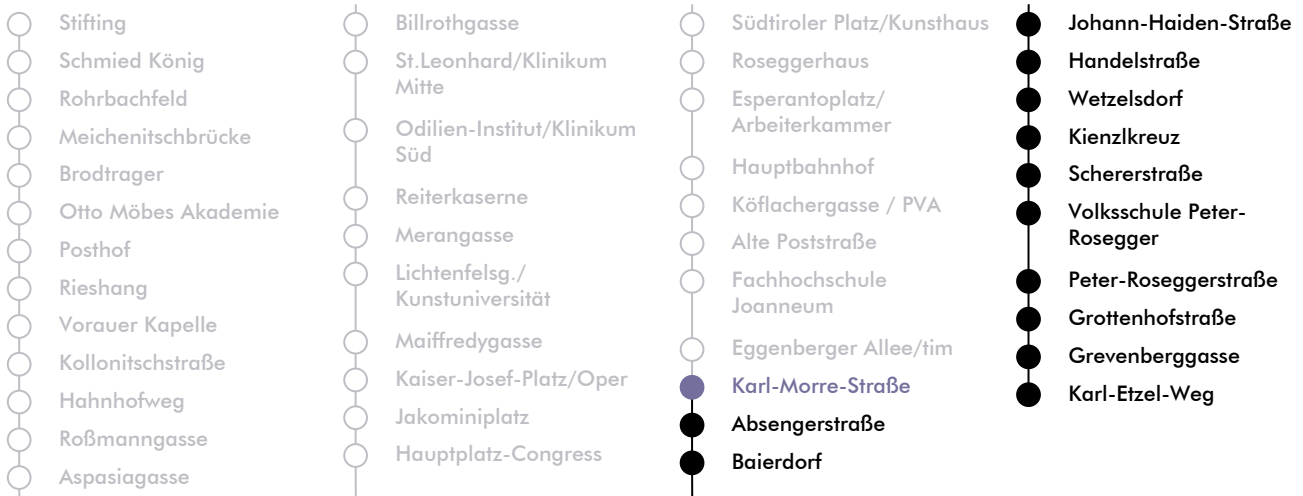 Stifting
Schmied König
Rohrbachfeld
Meichenitschbrücke
Brodtrager
Otto Möbes Akademie
Posthof
Rieshang
Vorauer Kapelle
Kollonitschstraße
Hahnhofweg
Roßmanngasse
Aspasiagasse
Billrothgasse
St.Leonhard/Klinikum
Mitte
Odilien-Institut/Klinikum
Süd
Reiterkaserne
Merangasse
Lichtenfelsg./
Kunstuniversität
Maiffredygasse
Kaiser-Josef-Platz/Oper
Jakominiplatz
Hauptplatz-Congress
Südtiroler Platz/Kunsthaus
Roseggerhaus
Esperantoplatz/
Arbeiterkammer
Hauptbahnhof
Köflachergasse / PVA
Alte Poststraße
Fachhochschule
Joanneum
Eggenberger Allee/tim
Karl-Morre-Straße
Absengerstraße
Baierdorf
Johann-Haiden-Straße
Handelstraße
Wetzelsdorf
Kienzlkreuz
Schererstraße
Volksschule Peter-
Rosegger
Peter-Roseggerstraße
Grottenhofstraße
Grevenberggasse
Karl-Etzel-Weg